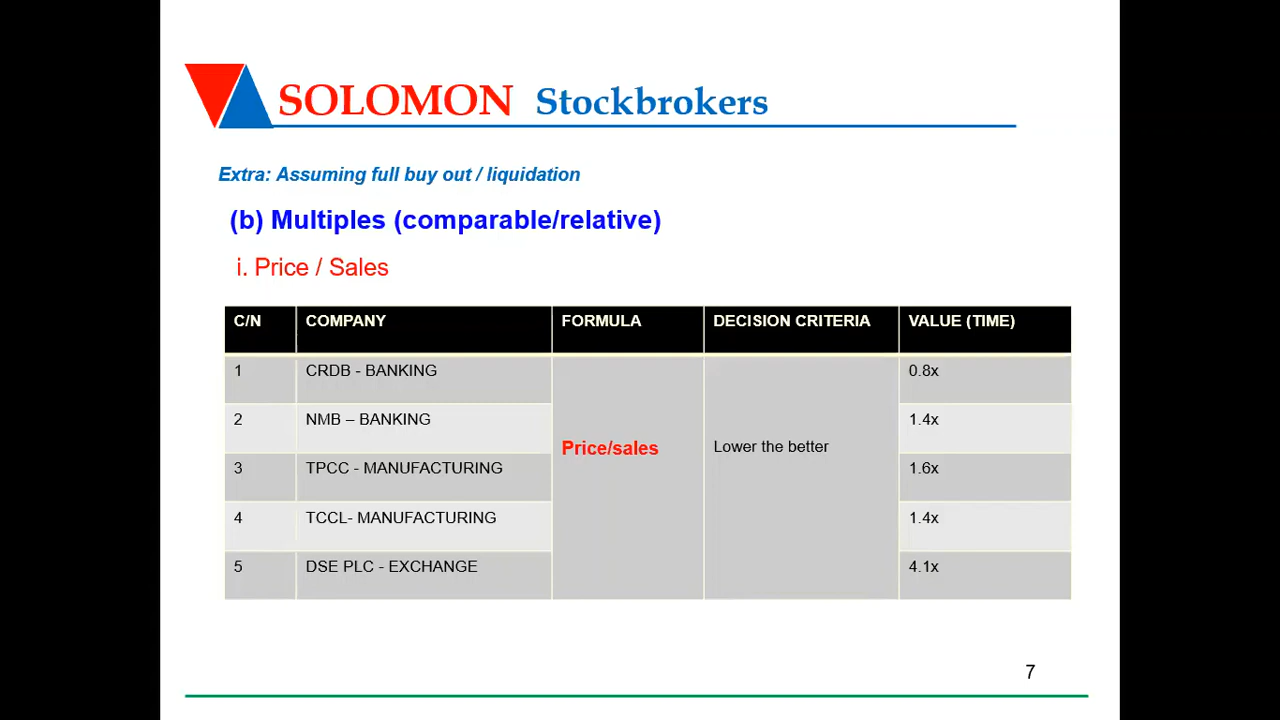 SOLOMON Stockbrokers
Extra: Assuming full buy out / liquidation
(b) Multiples (comparable/relative)
i. Price / Sales
C/N COMPANY FORMULA DECISION CRITERIA VALUE (TIME)
1 CRDB - BANKING 0.8x
2 NMB – BANKING 1.4x
Price/sales Lower the better
3 TPCC - MANUFACTURING 1.6x
4 TCCL- MANUFACTURING 1.4x
5 DSE PLC - EXCHANGE 4.1x
7